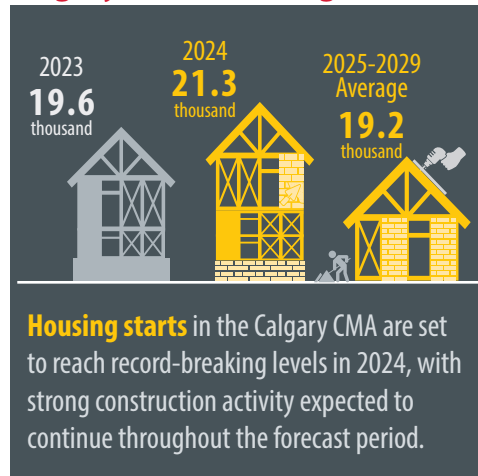 2023
19.6
thousand
2024
21.3
thousand
2025-2029
Average
19.2
thousand
Housing starts in the Calgary CMA are set
to reach record-breaking levels in 2024, with
strong construction activity expected to
continue throughout the forecast period.